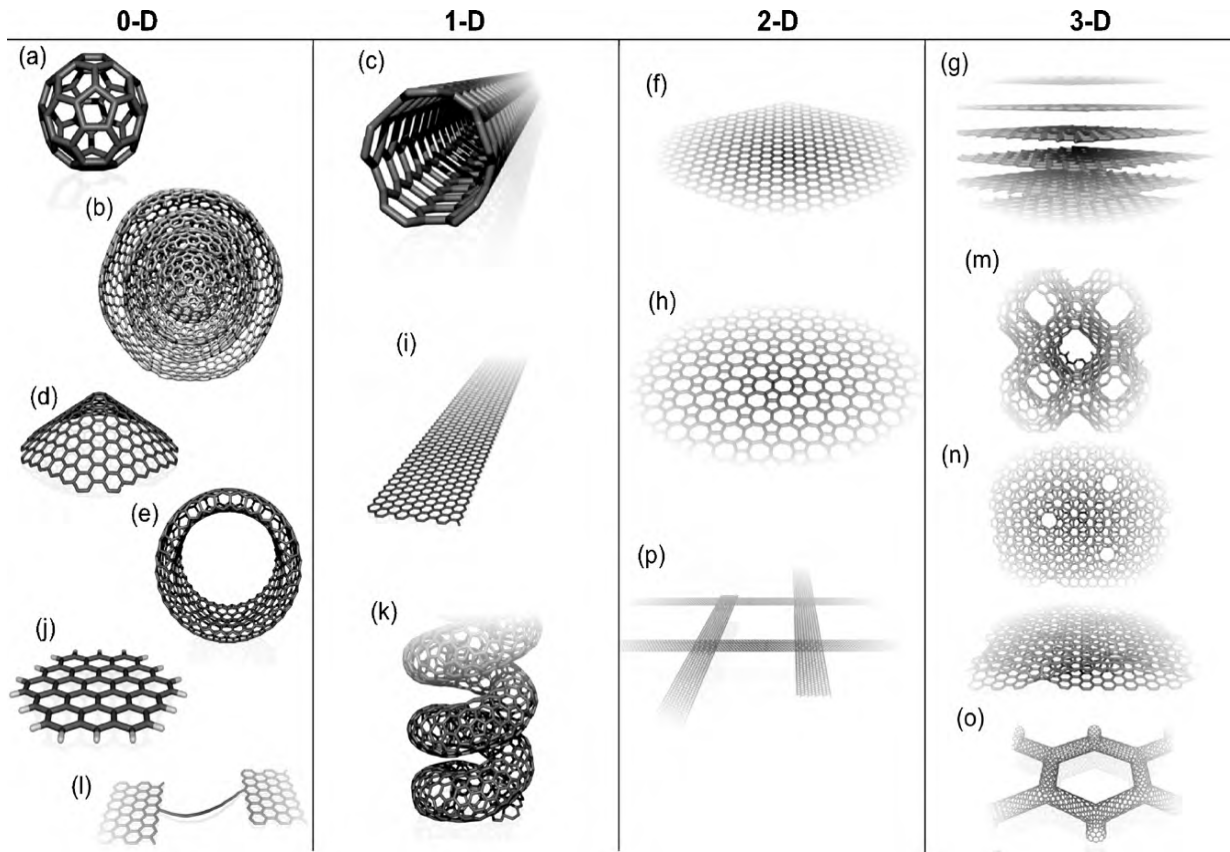 0-D 1-D 2-D 3-D
(a)
(b)
(d)
(e)
(j)
(l)
(c)
(i)
(k)
(f)
(h)
(p)
(g)
(m)
(n)
(o)